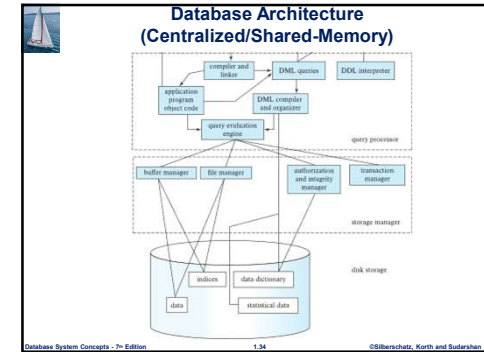 Database Architecture
(Centralized/Shared-Memory)
compiler and
linker
DML queries
DDL interpreter
application
program
object code
DML compiler
and organizer
query evaluation
engine
query processor
buffer manager
file manager
authorization
and integrity
manager
transaction
manager
storage manager
indices
data dictionary
disk storage
data
statistical data
Database System Concepts - 7th Edition
1.34
©Silberschatz, Korth and Sudarshan